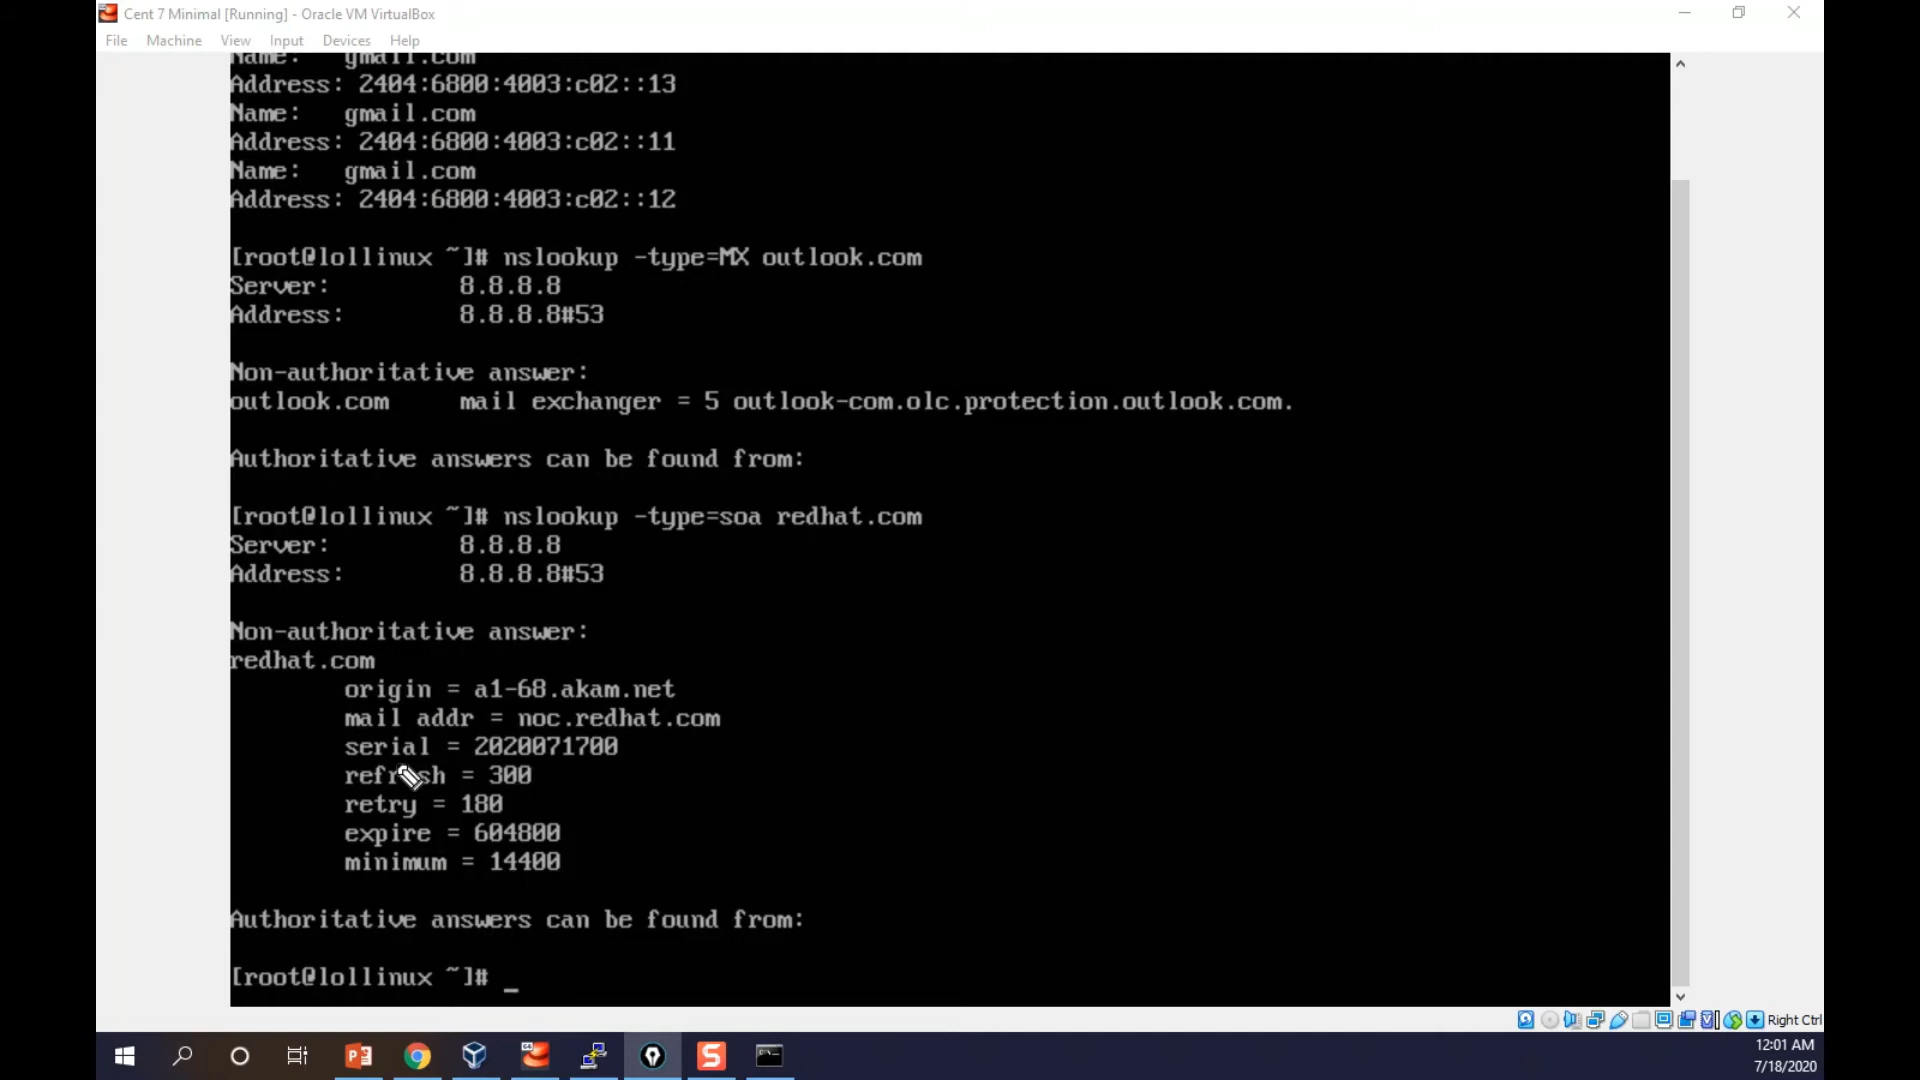 Cent 7 Minimal [Running] - Oracle VM VirtualBox
File Machine View Input Devices Help
Name: gmail.com
Address: 2404:6800:4003:c02::13
Name: gmail.com
Address: 2404:6800:4003:c02::11
Name: gmail.com
Address: 2404:6800:4003:c02::12
[root@lollinux ~]# nslookup -type=MX outlook.com
Server: 8.8.8.8
Address: 8.8.8.8#53
Non-authoritative answer:
outlook.com mail exchanger = 5 outlook-com.olc.protection.outlook.com.
Authoritative answers can be found from:
[root@lollinux ~]# nslookup -type=soa redhat.com
Server: 8.8.8.8
Address: 8.8.8.8#53
Non-authoritative answer:
redhat.com
origin = a1-68.akam.net
mail addr = noc.redhat.com
serial = 2020071700
refresh = 300
retry = 180
expire = 604800
minimum = 14400
Authoritative answers can be found from:
[root@lollinux ~]# _
Right Ctrl
12:01 AM
7/18/2020